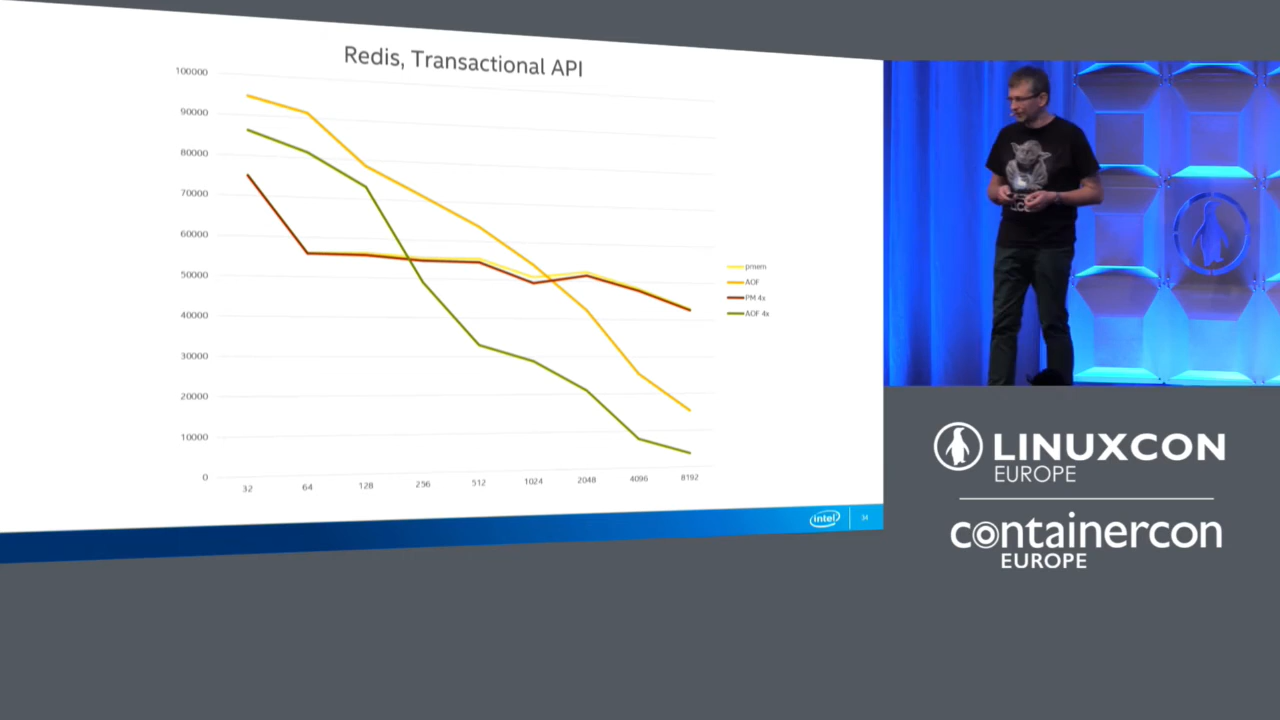 Redis, Transactional API
100000
90000
80000
70000
60000
50000
40000
30000
20000
10000
0
32
64
128
256
512
1024
2048
4096
8192
pmem
AOF
PM 4x
AOF 4x
intel
34
LINUXCON
EUROPE
containercon
EUROPE